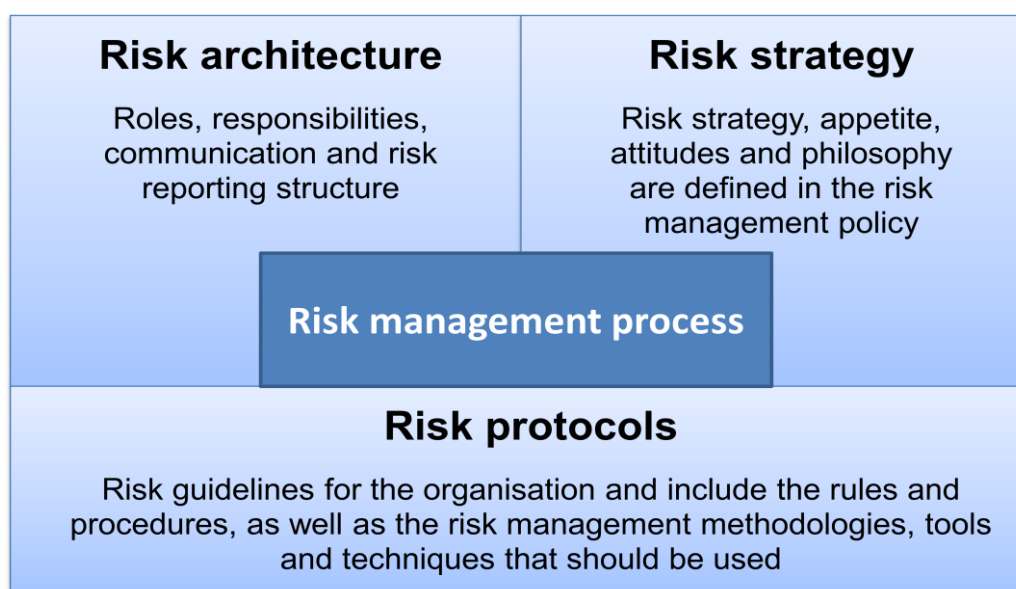 Risk architecture
Roles, responsibilities,
communication and risk
reporting structure
Risk strategy
Risk strategy, appetite,
attitudes and philosophy
are defined in the risk
management policy
Risk management process
Risk protocols
Risk guidelines for the organisation and include the rules and
procedures, as well as the risk management methodologies, tools
and techniques that should be used